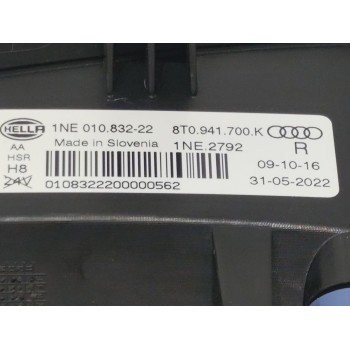 HELLA 1NE 010.832-22 8T0.941.700.K
AA Made in Slovenia 1NE.2792 R
HSR
H8 09-10-16
24V 31-05-2022
0108322200000562